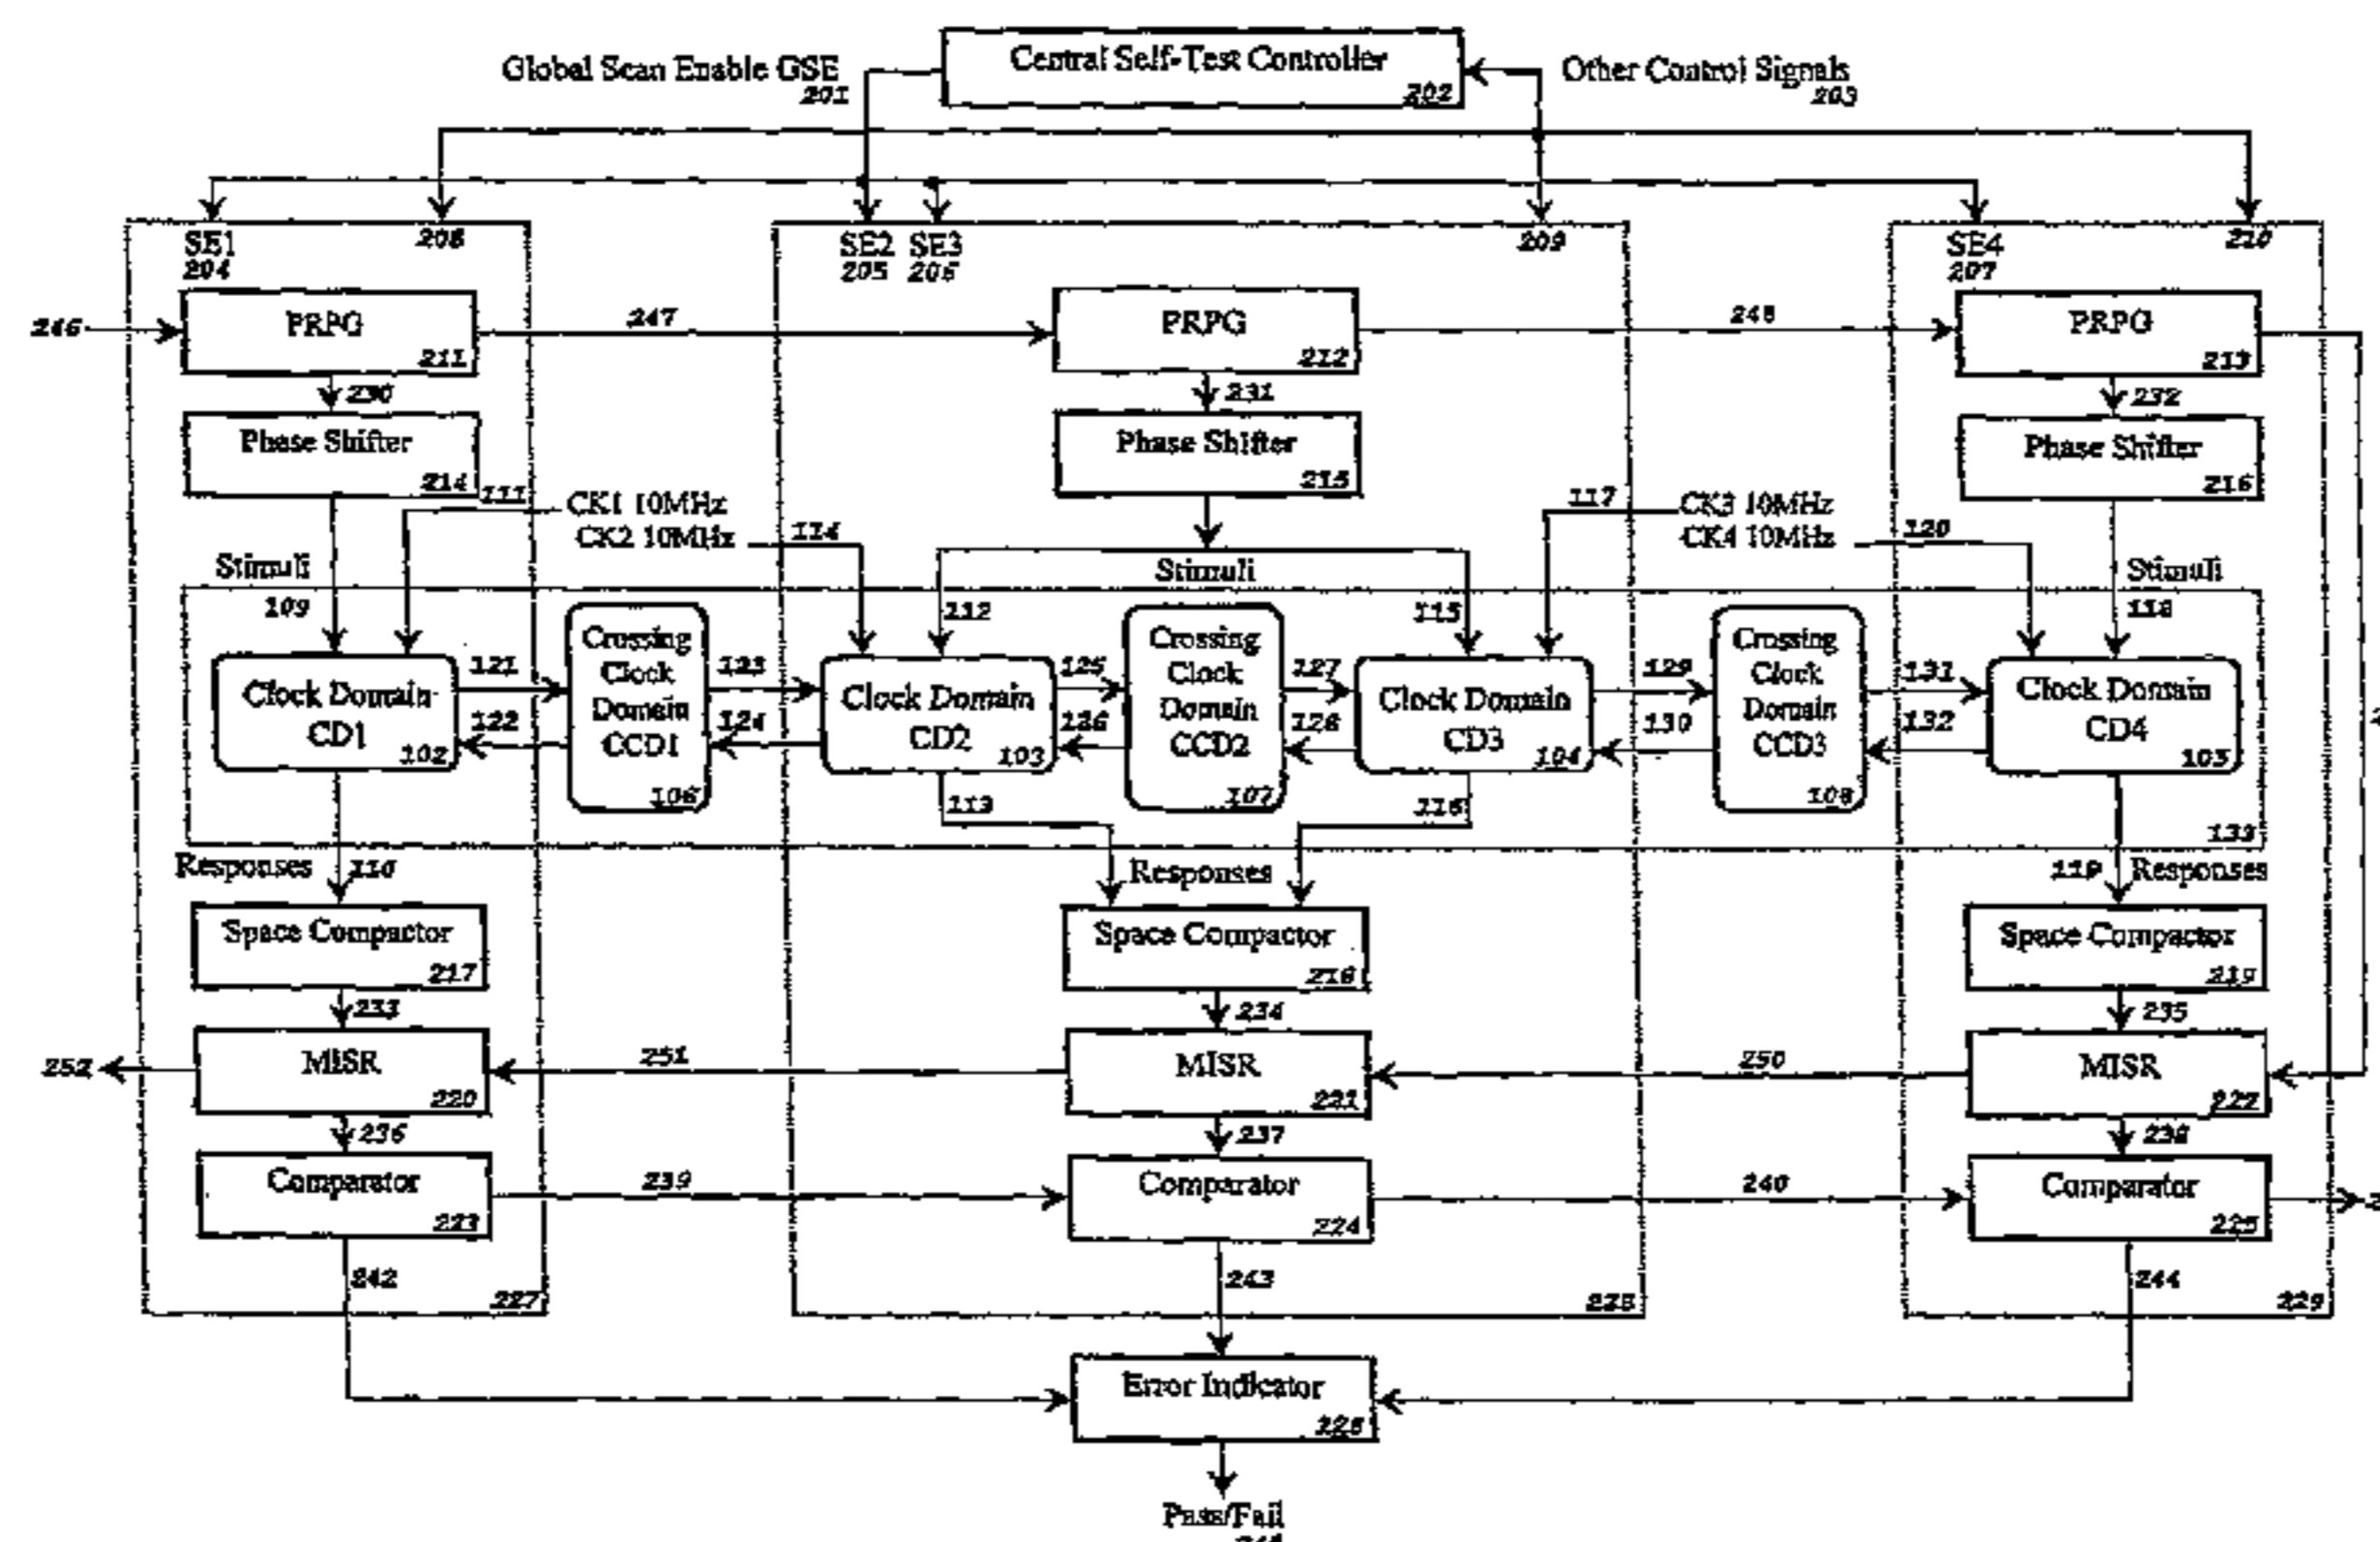 Central Self-Test Controller
202
Global Scan Enable GSE
201
Other Control Signals
203
SE1
204
208
SE2
205
SE3
206
209
SE4
207
210
246
PRPG
211
247
PRPG
212
248
PRPG
213
230
231
232
Phase Shifter
214
Phase Shifter
215
Phase Shifter
216
111
CK1 10MHz
CK2 10MHz
114
117
CK3 10MHz
CK4 10MHz
120
Stimuli
109
Stimuli
112
115
Stimuli
118
Clock Domain
CD1
102
121
122
Crossing
Clock
Domain
CCD1
106
123
124
Clock Domain
CD2
103
125
126
Crossing
Clock
Domain
CCD2
107
127
128
Clock Domain
CD3
104
129
130
Crossing
Clock
Domain
CCD3
108
131
132
Clock Domain
CD4
105
113
116
133
Responses
110
Responses
119
Responses
Space Compactor
217
Space Compactor
218
Space Compactor
219
233
234
235
252
MISR
220
251
MISR
221
250
MISR
222
236
237
238
Comparator
223
239
Comparator
224
240
Comparator
225
242
227
243
228
244
229
Error Indicator
226
Pass/Fail